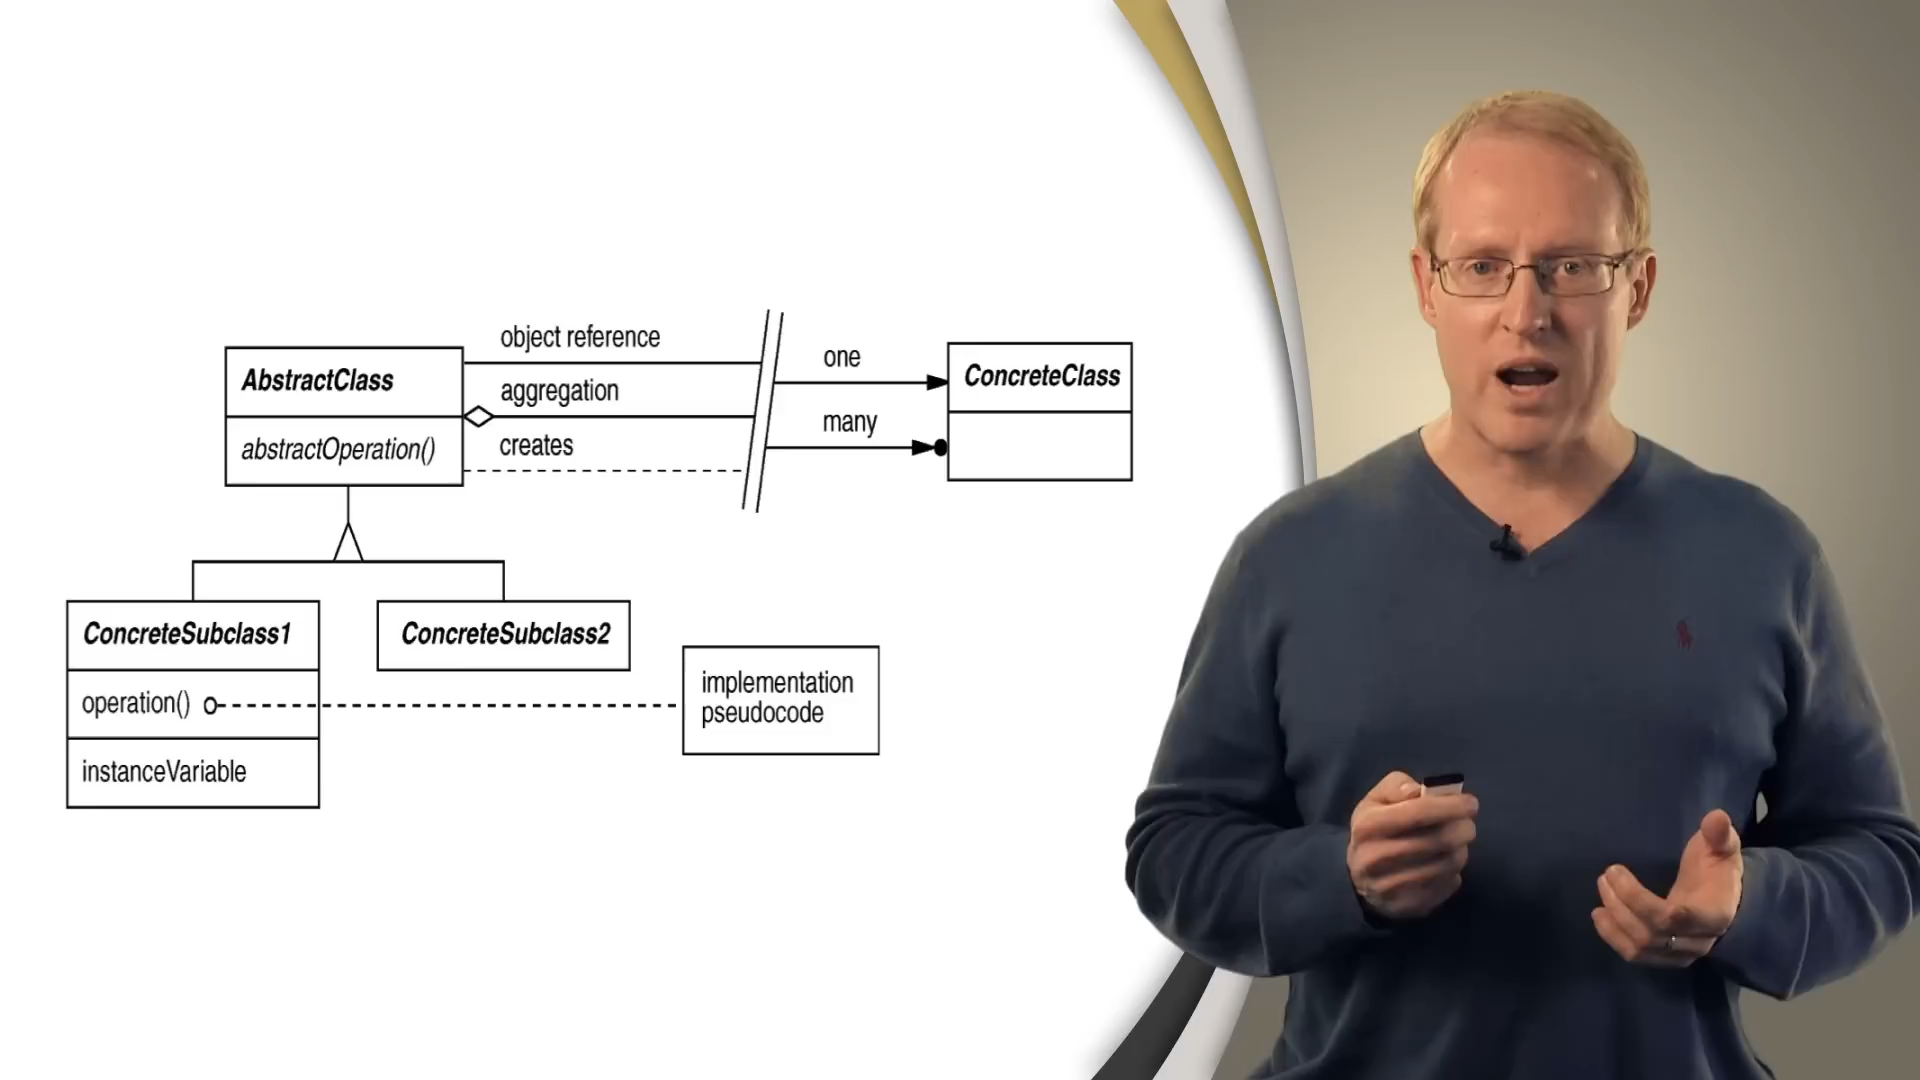 object reference
one
AbstractClass
aggregation
ConcreteClass
many
creates
abstractOperation()
ConcreteSubclass1
ConcreteSubclass2
operation()
implementation
pseudocode
instanceVariable